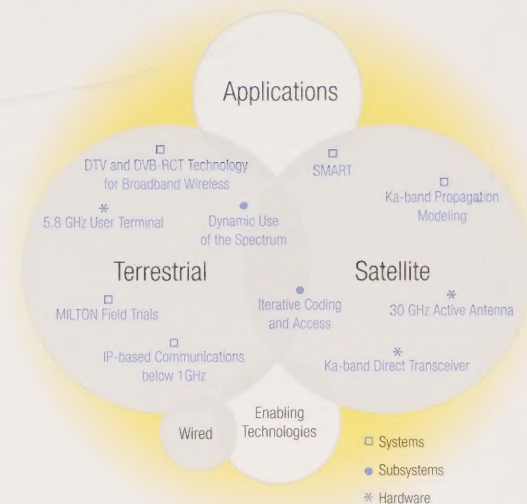 Applications
□
DTV and DVB-RCT Technology
for Broadband Wireless
□
SMART
□
Ka-band Propagation
Modeling
*
5.8 GHz User Terminal
●
Dynamic Use
of the Spectrum
Terrestrial
Satellite
□
MILTON Field Trials
●
Iterative Coding
and Access
*
30 GHz Active Antenna
□
IP-based Communications
below 1GHz
*
Ka-band Direct Transceiver
Wired
Enabling
Technologies
□ Systems
● Subsystems
* Hardware